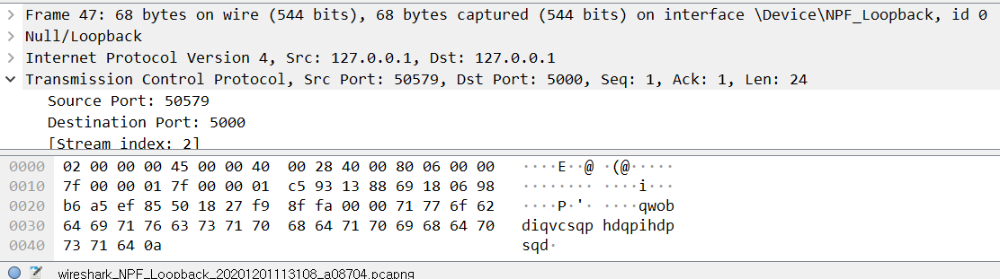 Frame 47: 68 bytes on wire (544 bits), 68 bytes captured (544 bits) on interface \Device\NPF_Loopback, id 0
Null/Loopback
Internet Protocol Version 4, Src: 127.0.0.1, Dst: 127.0.0.1
Transmission Control Protocol, Src Port: 50579, Dst Port: 5000, Seq: 1, Ack: 1, Len: 24
Source Port: 50579
Destination Port: 5000
[Stream index: 2]
0000 02 00 00 00 45 00 00 40 00 28 40 00 80 06 00 00 ····E··@ ·(@·····
0010 7f 00 00 01 7f 00 00 01 c5 93 13 88 69 18 06 98 ········ ····i···
0020 b6 a5 ef 85 50 18 27 f9 8f fa 00 00 71 77 6f 62 ····P·'· ····qwob
0030 64 69 71 76 63 73 71 70 68 64 71 70 69 68 64 70 diqvcsqp hdqpihdp
0040 73 71 64 0a sqd·
wireshark_NPF_Loopback_20201201113108_a08704.pcapng